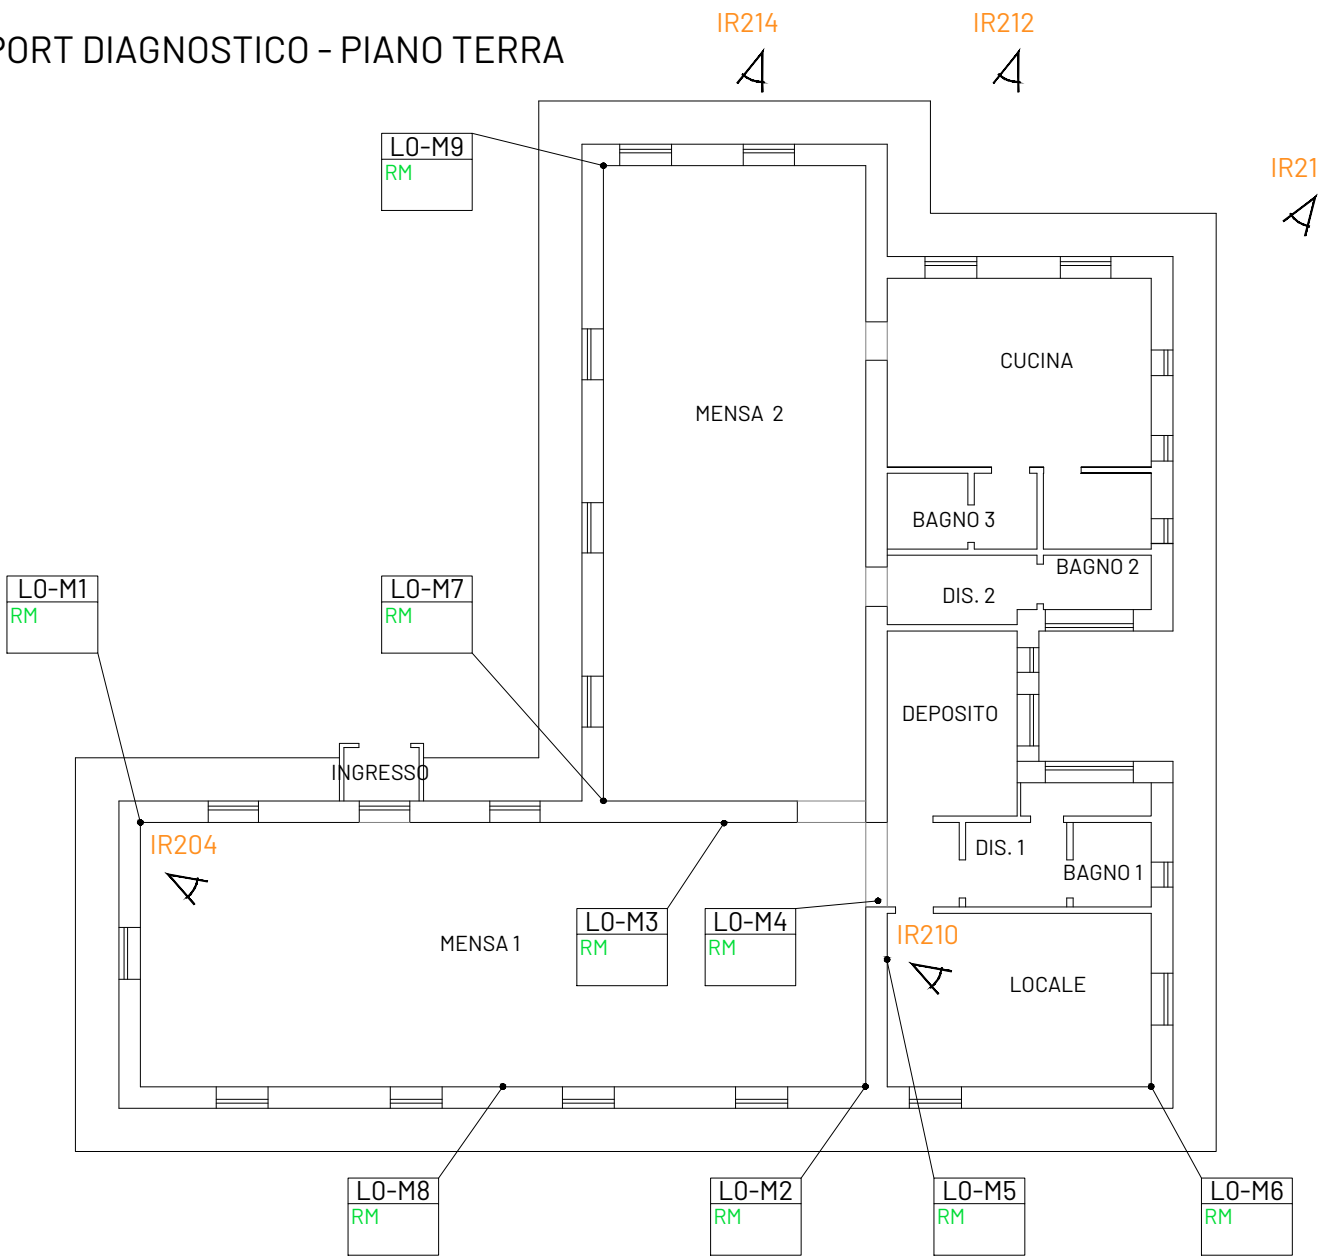 PORT DIAGNOSTICO - PIANO TERRA
IR214
IR212
IR21
L0-M9
RM
CUCINA
MENSA 2
BAGNO 3
BAGNO 2
DIS. 2
L0-M1
RM
L0-M7
RM
DEPOSITO
INGRESSO
IR204
DIS. 1
BAGNO 1
L0-M3
RM
L0-M4
RM
IR210
MENSA 1
LOCALE
L0-M8
RM
L0-M2
RM
L0-M5
RM
L0-M6
RM